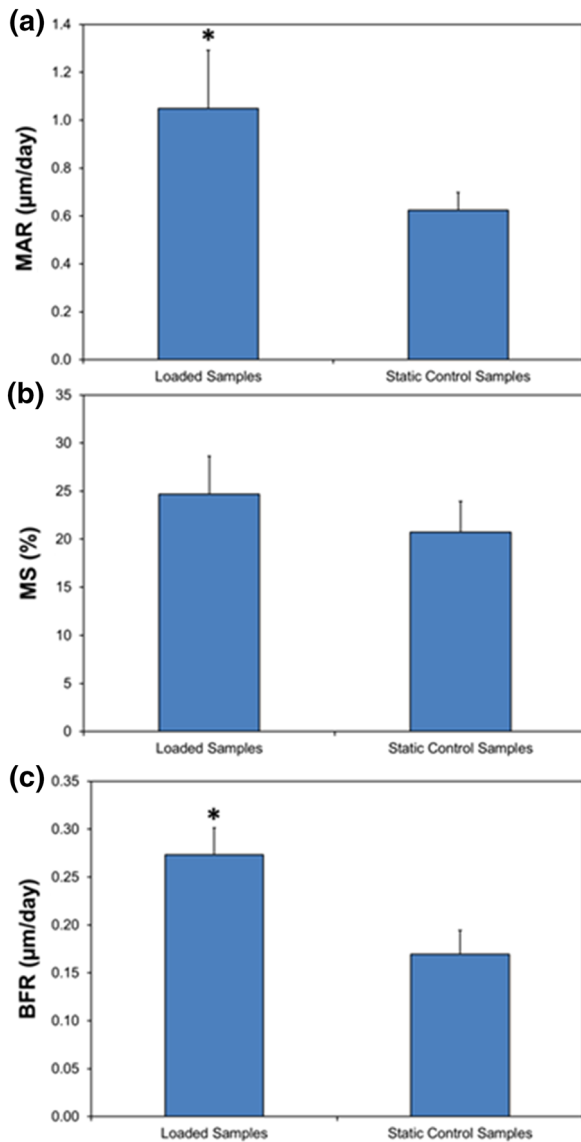 (a)
*
1.4
1.2
1.0
0.8
0.6
0.4
0.2
0.0
MAR (μm/day)
Loaded Samples Static Control Samples
(b)
35
30
25
20
15
10
5
0
MS (%)
Loaded Samples Static Control Samples
(c)
*
0.35
0.30
0.25
0.20
0.15
0.10
0.05
0.00
BFR (μm/day)
Loaded Samples Static Control Samples